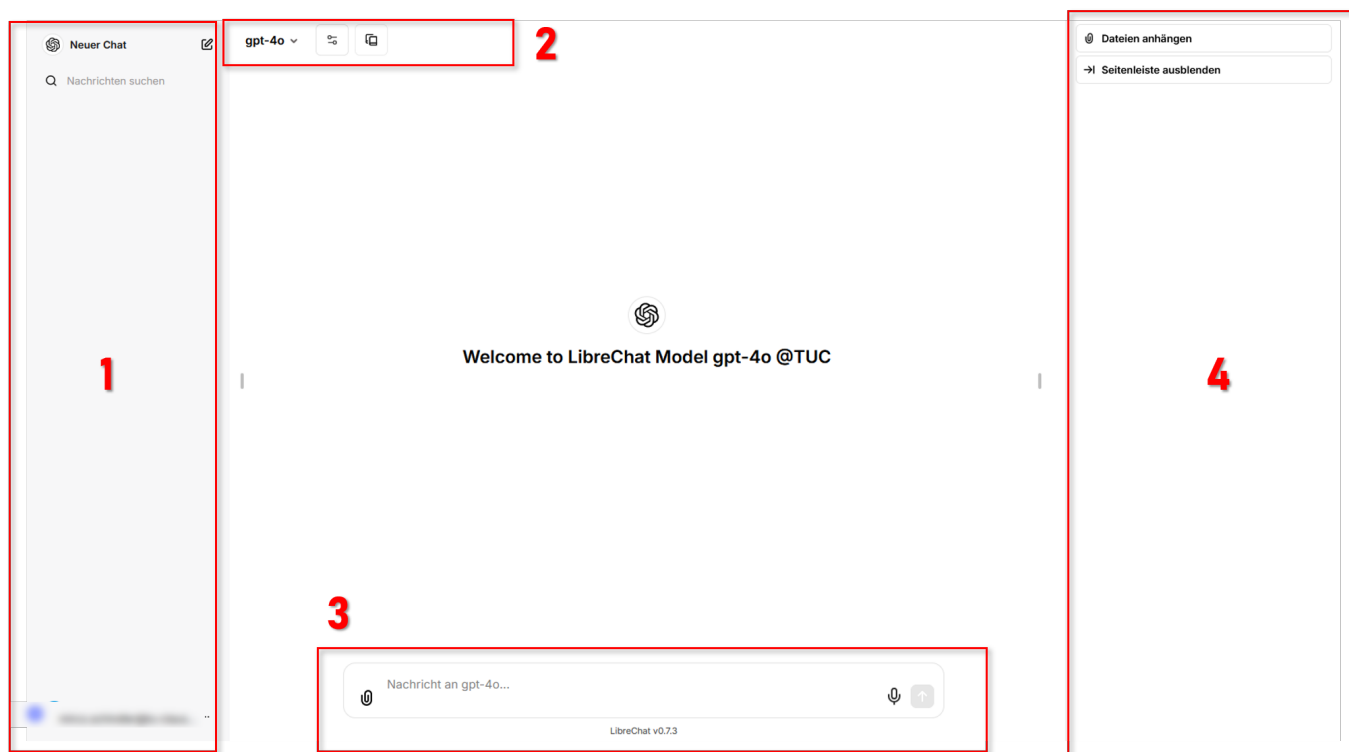 Neuer Chat
Nachrichten suchen
1
gpt-4o
2
Welcome to LibreChat Model gpt-4o @TUC
3
Nachricht an gpt-4o...
LibreChat v0.7.3
Dateien anhängen
Seitenleiste ausblenden
4